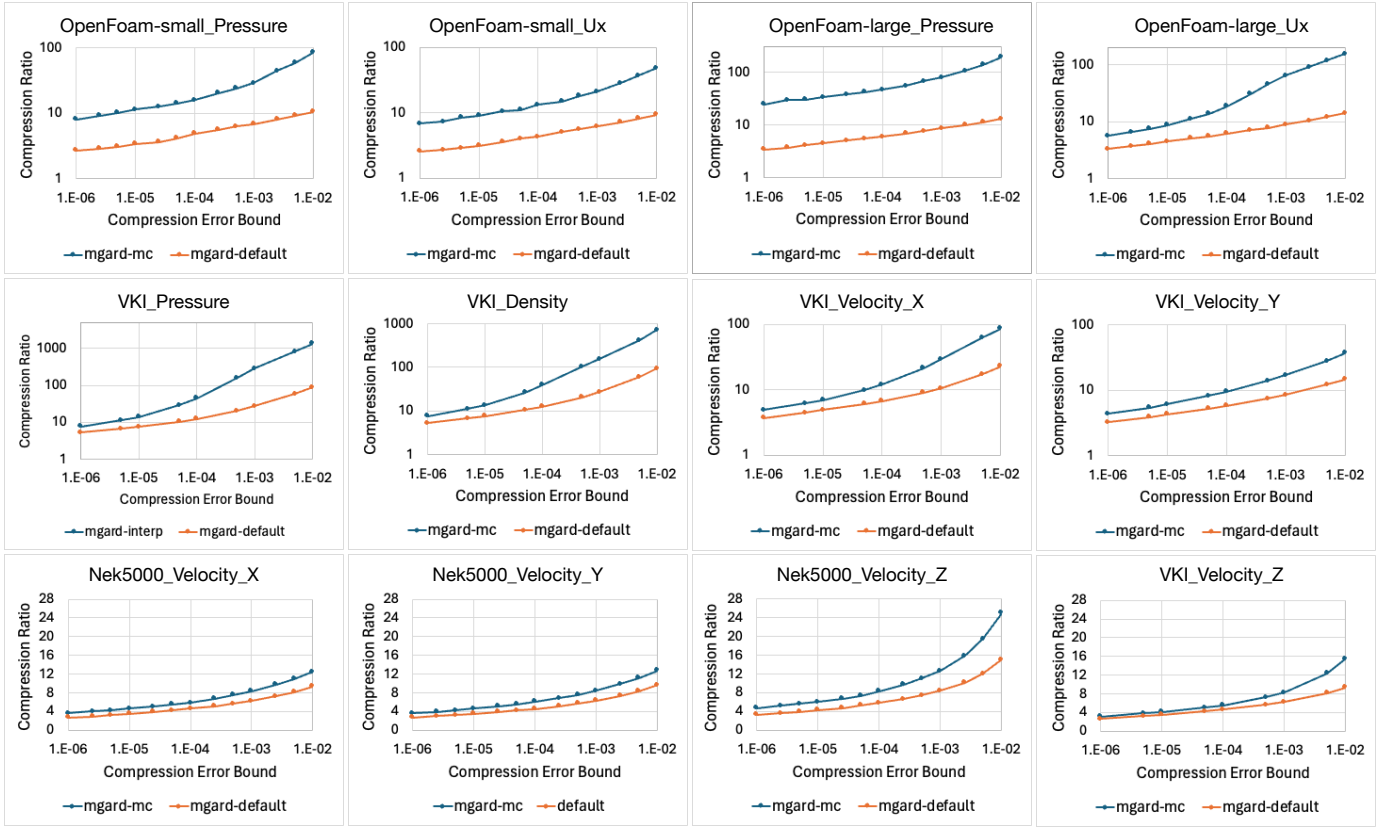 OpenFoam-small_Pressure
Compression Ratio
100
10
1
1.E-06 1.E-05 1.E-04 1.E-03 1.E-02
Compression Error Bound
mgard-mc mgard-default
OpenFoam-small_Ux
Compression Ratio
100
10
1
1.E-06 1.E-05 1.E-04 1.E-03 1.E-02
Compression Error Bound
mgard-mc mgard-default
OpenFoam-large_Pressure
Compression Ratio
100
10
1
1.E-06 1.E-05 1.E-04 1.E-03 1.E-02
Compression Error Bound
mgard-mc mgard-default
OpenFoam-large_Ux
Compression Ratio
100
10
1
1.E-06 1.E-05 1.E-04 1.E-03 1.E-02
Compression Error Bound
mgard-mc mgard-default
VKI_Pressure
Compression Ratio
1000
100
10
1
1.E-06 1.E-05 1.E-04 1.E-03 1.E-02
Compression Error Bound
mgard-interp mgard-default
VKI_Density
Compression Ratio
1000
100
10
1
1.E-06 1.E-05 1.E-04 1.E-03 1.E-02
Compression Error Bound
mgard-mc mgard-default
VKI_Velocity_X
Compression Ratio
100
10
1
1.E-06 1.E-05 1.E-04 1.E-03 1.E-02
Compression Error Bound
mgard-mc mgard-default
VKI_Velocity_Y
Compression Ratio
100
10
1
1.E-06 1.E-05 1.E-04 1.E-03 1.E-02
Compression Error Bound
mgard-mc mgard-default
Nek5000_Velocity_X
Compression Ratio
28
24
20
16
12
8
4
0
1.E-06 1.E-05 1.E-04 1.E-03 1.E-02
Compression Error Bound
mgard-mc mgard-default
Nek5000_Velocity_Y
Compression Ratio
28
24
20
16
12
8
4
0
1.E-06 1.E-05 1.E-04 1.E-03 1.E-02
Compression Error Bound
mgard-mc default
Nek5000_Velocity_Z
Compression Ratio
28
24
20
16
12
8
4
0
1.E-06 1.E-05 1.E-04 1.E-03 1.E-02
Compression Error Bound
mgard-mc mgard-default
VKI_Velocity_Z
Compression Ratio
28
24
20
16
12
8
4
0
1.E-06 1.E-05 1.E-04 1.E-03 1.E-02
Compression Error Bound
mgard-mc mgard-default